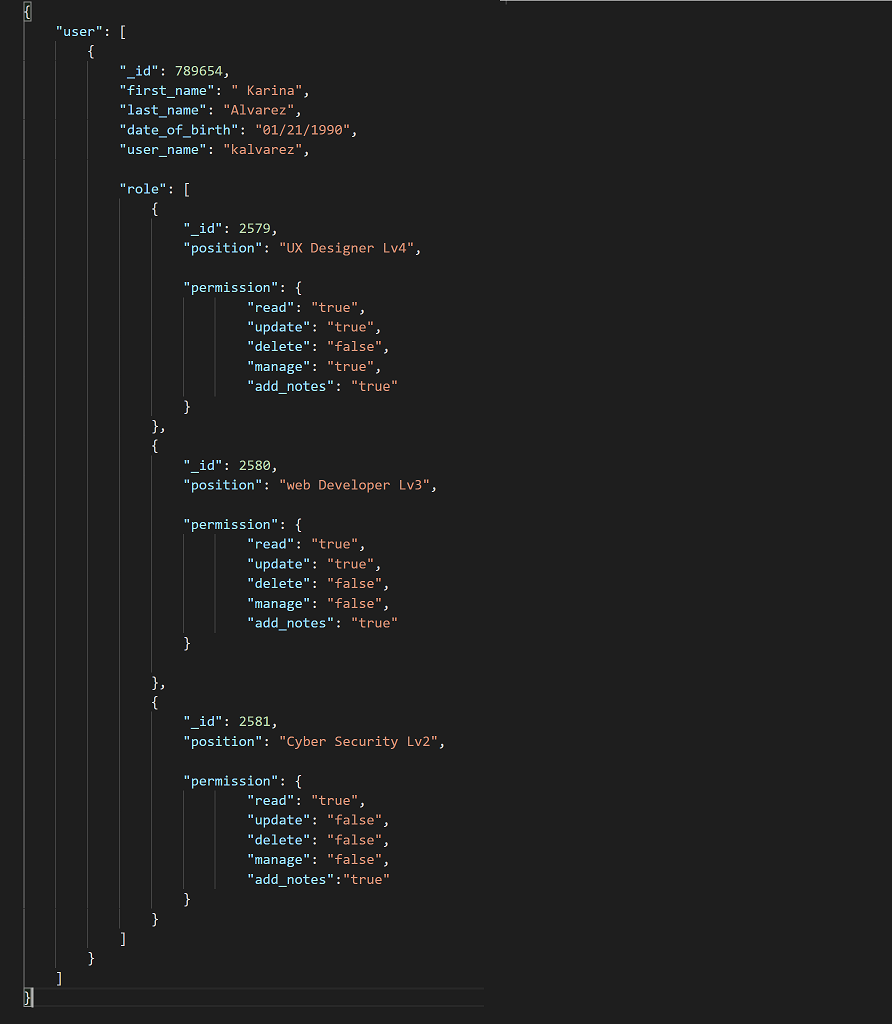 {
"user": [
{
"_id": 789654,
"first_name": " Karina",
"last_name": "Alvarez",
"date_of_birth": "01/21/1990",
"user_name": "kalvarez",
"role": [
{
"_id": 2579,
"position": "UX Designer Lv4",
"permission": {
"read": "true",
"update": "true",
"delete": "false",
"manage": "true",
"add_notes": "true"
}
},
{
"_id": 2580,
"position": "web Developer Lv3",
"permission": {
"read": "true",
"update": "true",
"delete": "false",
"manage": "false",
"add_notes": "true"
}
},
{
"_id": 2581,
"position": "Cyber Security Lv2",
"permission": {
"read": "true",
"update": "false",
"delete": "false",
"manage": "false",
"add_notes":"true"
}
}
]
}
]
}